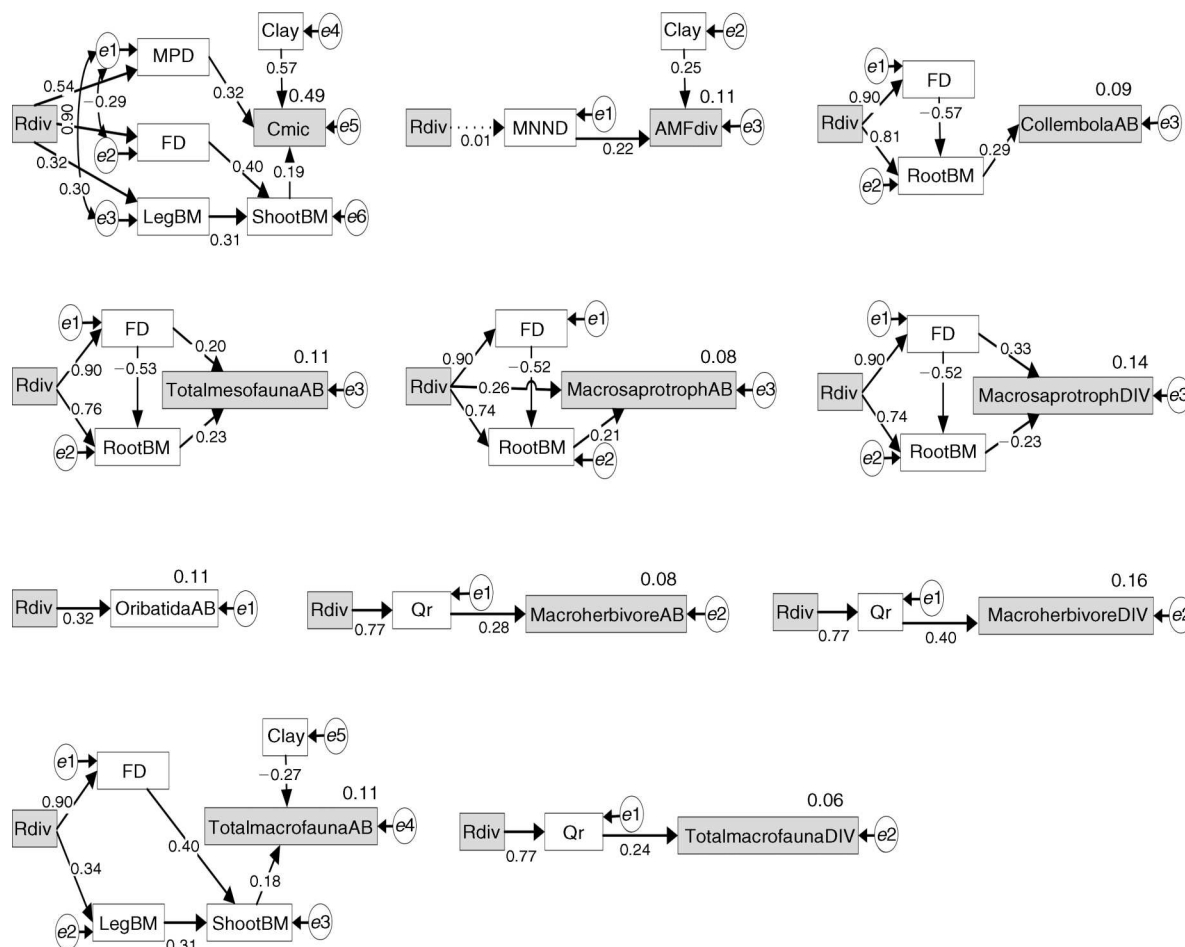 Clay e4
e1 MPD 0.57
0.54 0.32 0.49
−0.29
Rdiv 0.90 Cmic e5
FD
e2 0.40 0.19
0.32
0.30
e3 LegBM ShootBM e6
0.31
Clay e2
0.25
0.11
Rdiv MNND e1 AMFdiv e3
0.01 0.22
e1 FD 0.09
0.90 −0.57
Rdiv CollembolaAB e3
0.81 0.29
e2 RootBM
e1 FD
0.20 0.11
0.90 −0.53
Rdiv TotalmesofaunaAB e3
0.76 0.23
e2 RootBM
FD e1
0.90 −0.52 0.08
Rdiv 0.26 MacrosaprotrophAB e3
0.74 0.21
RootBM e2
e1 FD
0.33 0.14
0.90 −0.52
Rdiv MacrosaprotrophDIV e3
0.74 −0.23
e2 RootBM
0.11
Rdiv OribatidaAB e1
0.32
e1 0.08
Rdiv Qr MacroherbivoreAB e2
0.77 0.28
e1 0.16
Rdiv Qr MacroherbivoreDIV e2
0.77 0.40
Clay e5
e1 FD −0.27
0.90 0.11
Rdiv TotalmacrofaunaAB e4
0.34 0.40 0.18
e2 LegBM ShootBM e3
0.31
e1 0.06
Rdiv Qr TotalmacrofaunaDIV e2
0.77 0.24